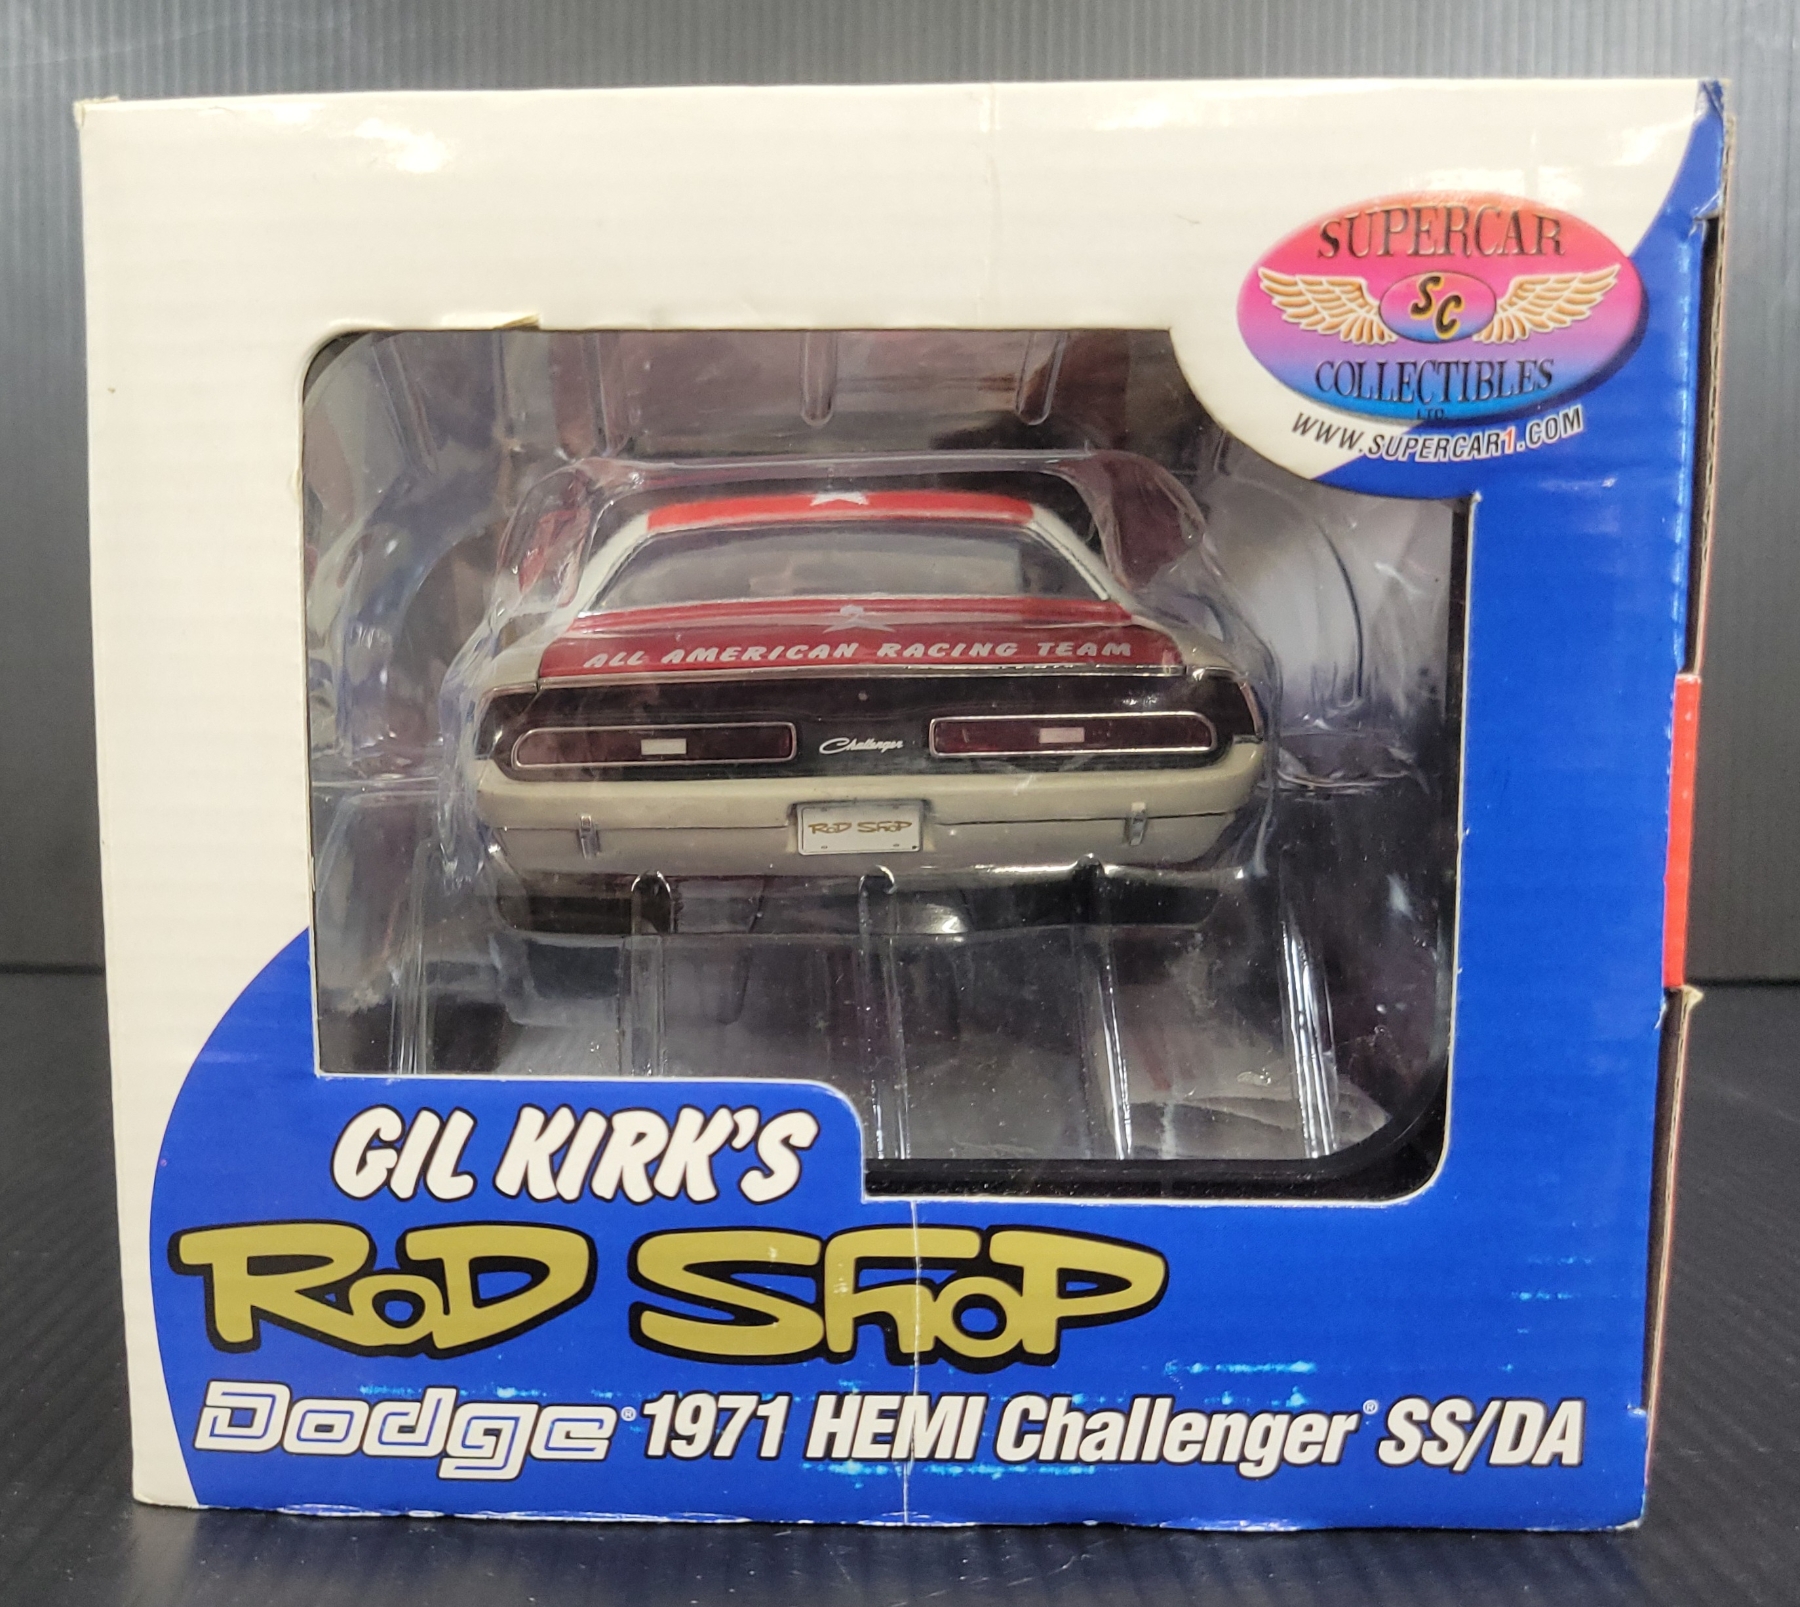 SUPERCAR
SC
COLLECTIBLES
LTD.
WWW.SUPERCAR1.COM
ALL AMERICAN RACING TEAM
Challenger
ROD SHOP
GIL KIRK'S
ROD SHOP
Dodge® 1971 HEMI Challenger® SS/DA